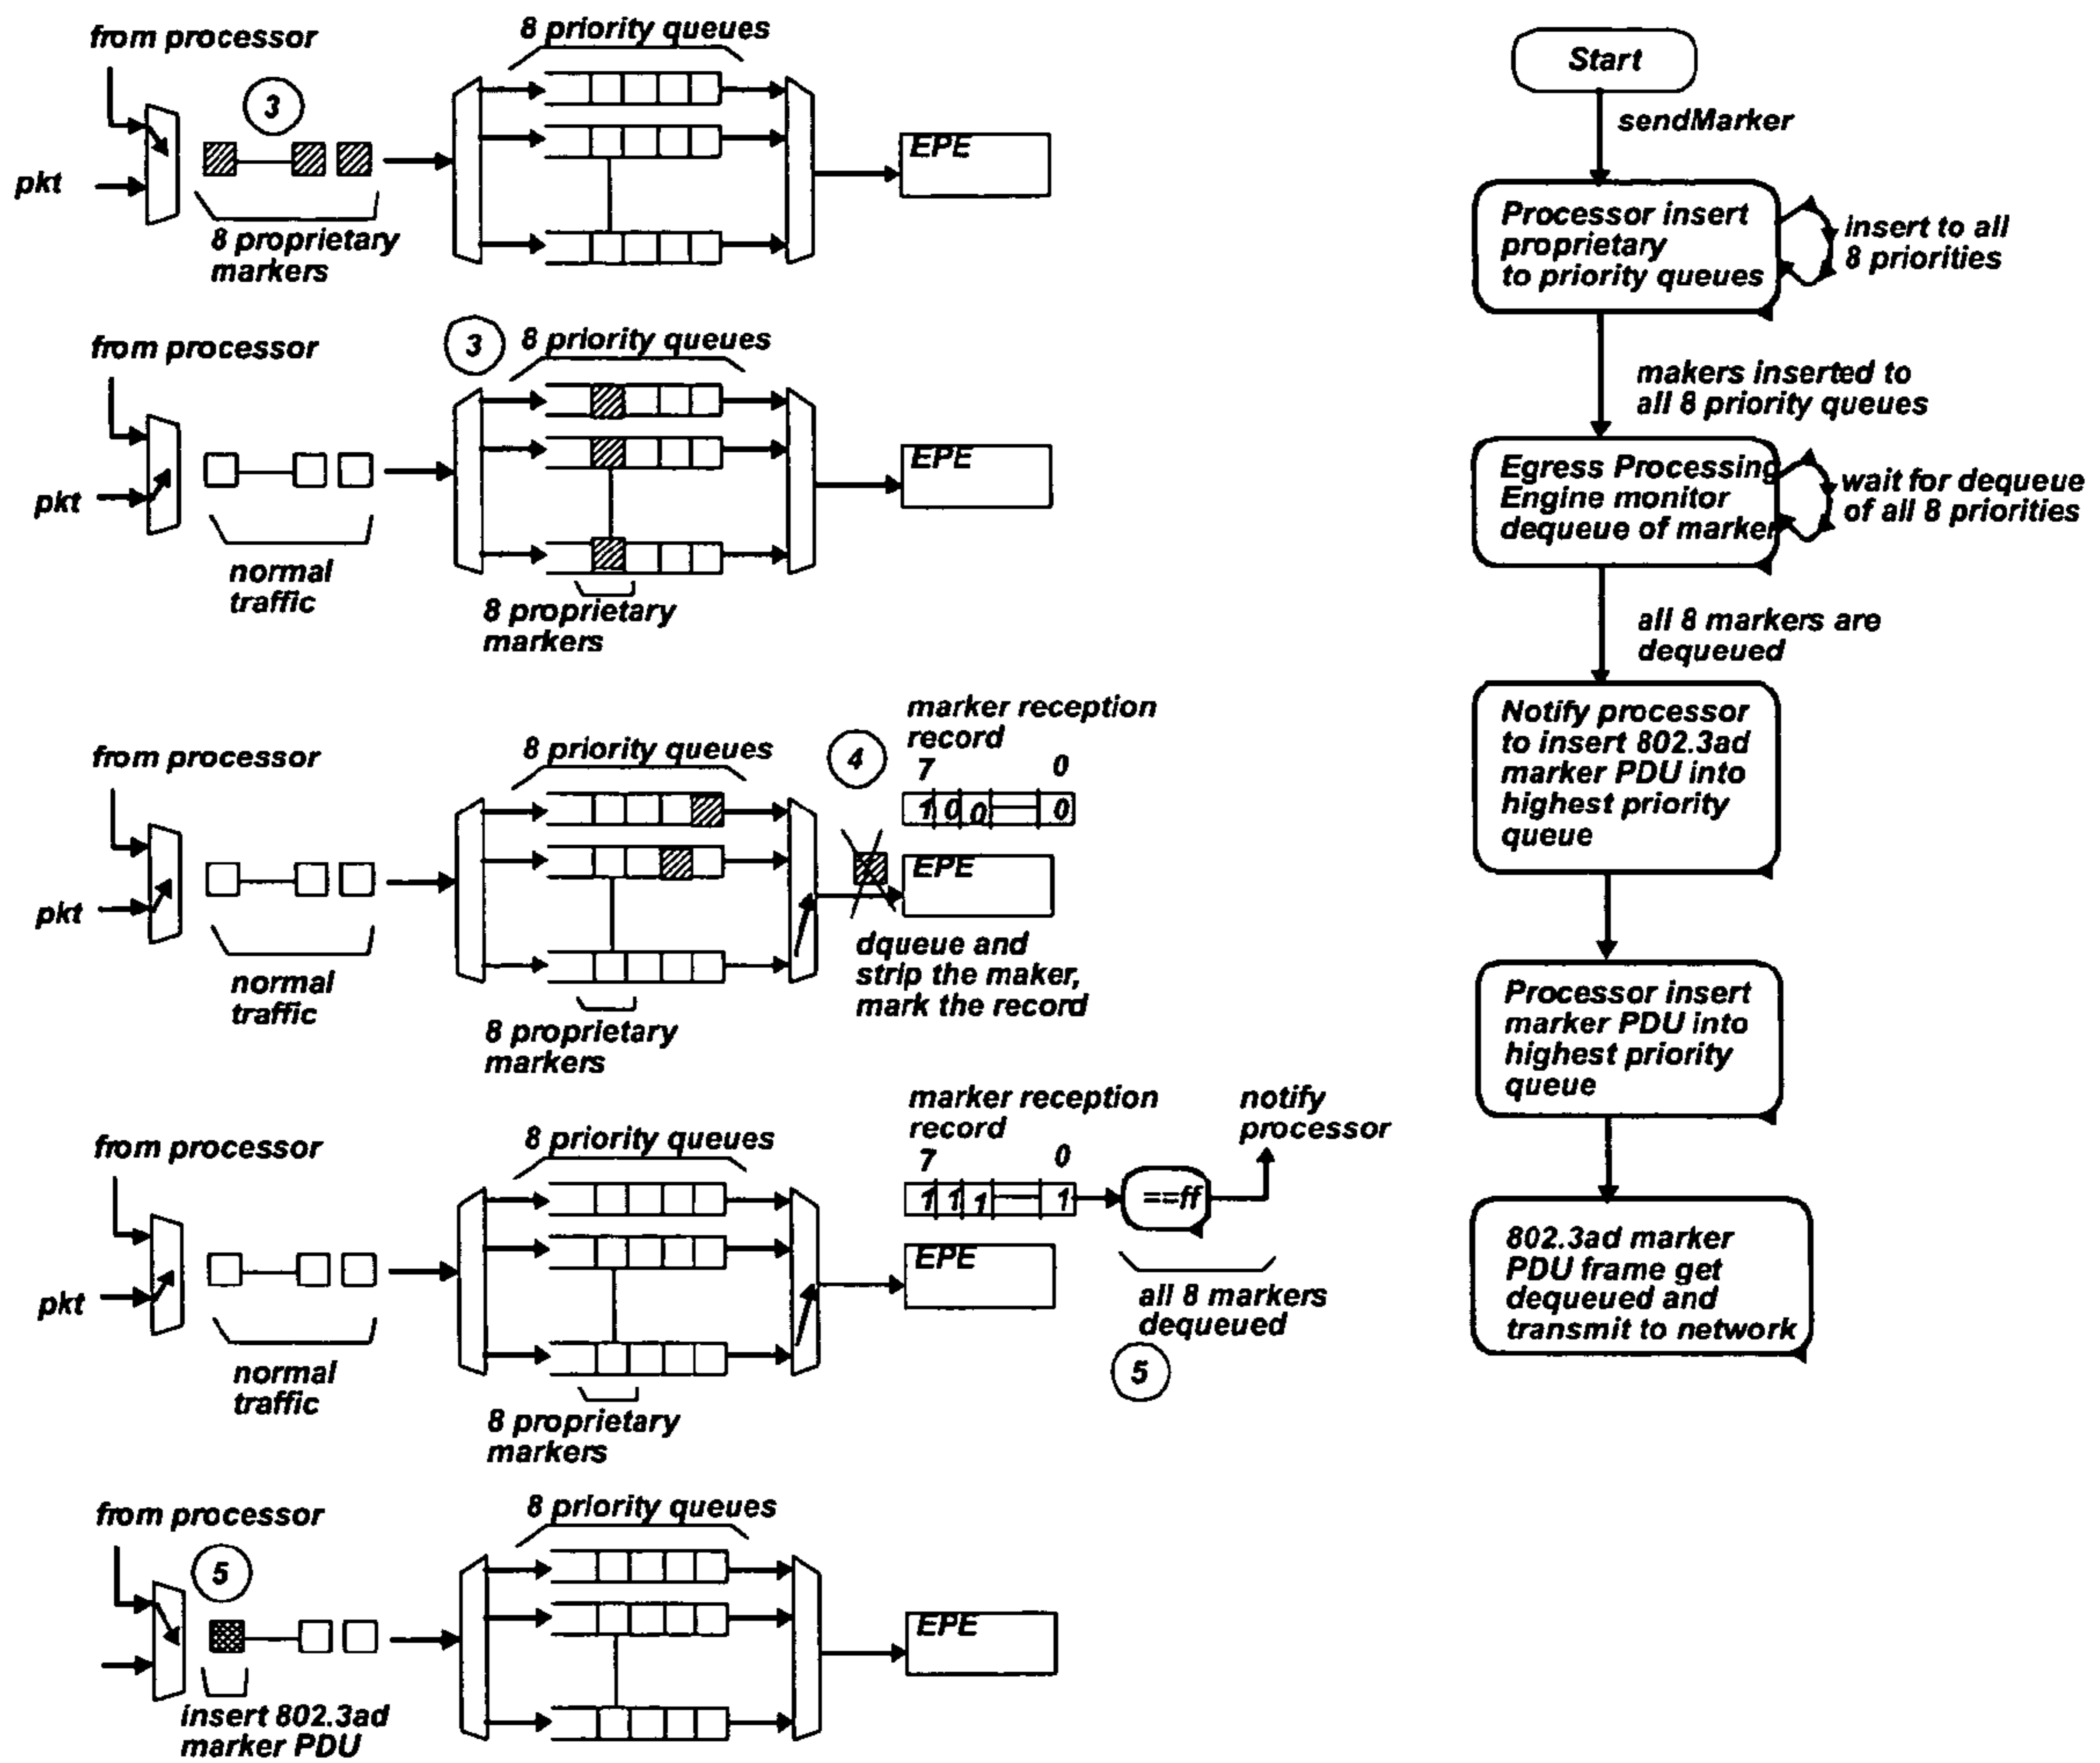 from processor
8 priority queues
3
pkt
EPE
8 proprietary
markers
from processor
3
8 priority queues
pkt
EPE
normal
traffic
8 proprietary
markers
marker reception
record
7 0
1 0 0 0
from processor
8 priority queues
4
pkt
EPE
dqueue and
strip the maker,
mark the record
normal
traffic
8 proprietary
markers
marker reception
record
7 0
1 1 1 1
==ff
notify
processor
from processor
8 priority queues
pkt
EPE
all 8 markers
dequeued
5
normal
traffic
8 proprietary
markers
from processor
8 priority queues
5
EPE
insert 802.3ad
marker PDU
Start
sendMarker
Processor insert
proprietary
to priority queues
insert to all
8 priorities
makers inserted to
all 8 priority queues
Egress Processing
Engine monitor
dequeue of marker
wait for dequeue
of all 8 priorities
all 8 markers are
dequeued
Notify processor
to insert 802.3ad
marker PDU into
highest priority
queue
Processor insert
marker PDU into
highest priority
queue
802.3ad marker
PDU frame get
dequeued and
transmit to network